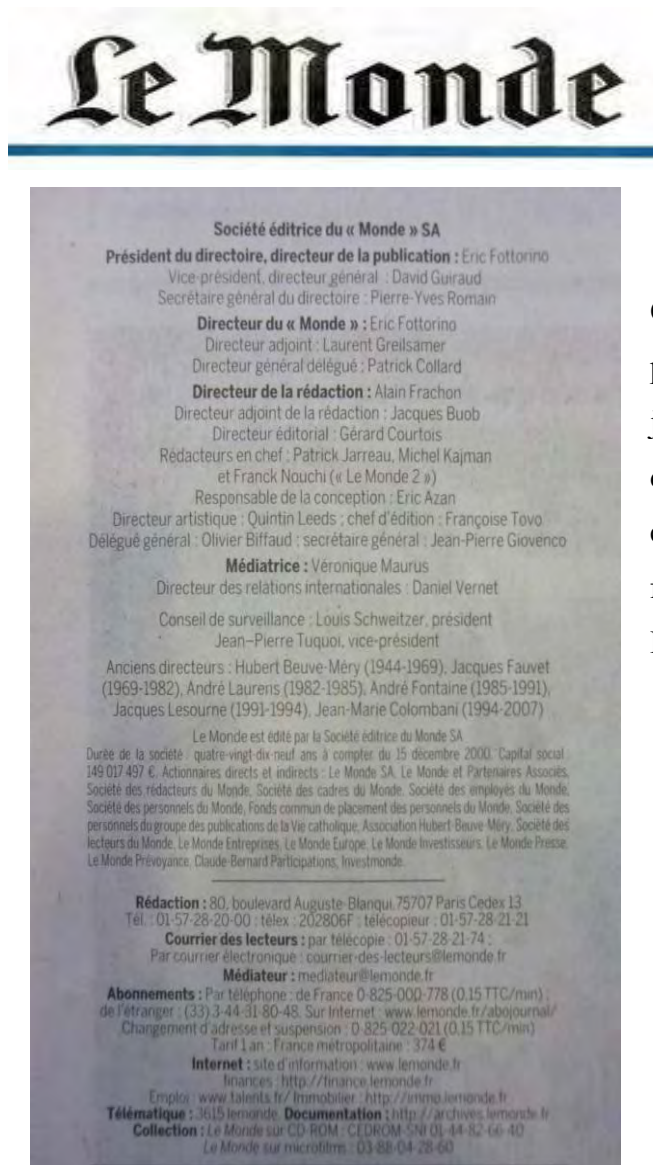 Le Monde
Société éditrice du « Monde » SA
Président du directoire, directeur de la publication : Eric Fottorino
Vice-président, directeur général : David Guiraud
Secrétaire général du directoire : Pierre-Yves Romain
Directeur du « Monde » : Eric Fottorino
Directeur adjoint : Laurent Greilsamer
Directeur général délégué : Patrick Collard
Directeur de la rédaction : Alain Frachon
Directeur adjoint de la rédaction : Jacques Buob
Directeur éditorial : Gérard Courtois
Rédacteurs en chef : Patrick Jarreau, Michel Kajman
et Franck Nouchi (« Le Monde 2 »)
Responsable de la conception : Eric Azan
Directeur artistique : Quintin Leeds ; chef d'édition : Françoise Tovo
Délégué général : Olivier Biffaud ; secrétaire général : Jean-Pierre Giovenco
Médiatrice : Véronique Maurus
Directeur des relations internationales : Daniel Vernet
Conseil de surveillance : Louis Schweitzer, président
Jean-Pierre Tuquoi, vice-président
Anciens directeurs : Hubert Beuve-Méry (1944-1969), Jacques Fauvet
(1969-1982), André Laurens (1982-1985), André Fontaine (1985-1991),
Jacques Lesourne (1991-1994), Jean-Marie Colombani (1994-2007)
Le Monde est édité par la Société éditrice du Monde SA
Durée de la société : quatre-vingt-dix-neuf ans à compter du 15 décembre 2000. Capital social :
149 017 497 €. Actionnaires directs et indirects : Le Monde SA, Le Monde et Partenaires Associés,
Société des rédacteurs du Monde, Société des cadres du Monde, Société des employés du Monde,
Société des personnels du Monde, Fonds commun de placement des personnels du Monde, Société des
personnels du groupe des publications de la Vie catholique, Association Hubert-Beuve-Méry, Société des
lecteurs du Monde, Le Monde Entreprises, Le Monde Europe, Le Monde Investisseurs, Le Monde Presse,
Le Monde Prévoyance, Claude-Bernard Participations, Investmonde.
Rédaction : 80, boulevard Auguste-Blanqui, 75707 Paris Cedex 13
Tél. : 01-57-28-20-00 ; télex : 202806F ; télécopieur : 01-57-28-21-21
Courrier des lecteurs : par télécopie : 01-57-28-21-74 ;
Par courrier électronique : courrier-des-lecteurs@lemonde.fr
Médiateur : mediateur@lemonde.fr
Abonnements : Par téléphone : de France 0-825-000-778 (0,15 TTC/min) ;
de l'étranger : (33) 3-44-31-80-48. Sur Internet : www.lemonde.fr/abojournal/
Changement d'adresse et suspension : 0-825-022-021 (0,15 TTC/min)
Tarif 1 an : France métropolitaine : 374 €
Internet : site d'information : www.lemonde.fr
finances : http://finance.lemonde.fr
Emploi : www.talents.fr/ Immobilier : http://immo.lemonde.fr
Télématique : 3615 lemonde. Documentation : http://archives.lemonde.fr
Collection : Le Monde sur CD-ROM : CEDROM-SNI 01-44-82-66-40
Le Monde sur microfilms : 03-88-04-28-60